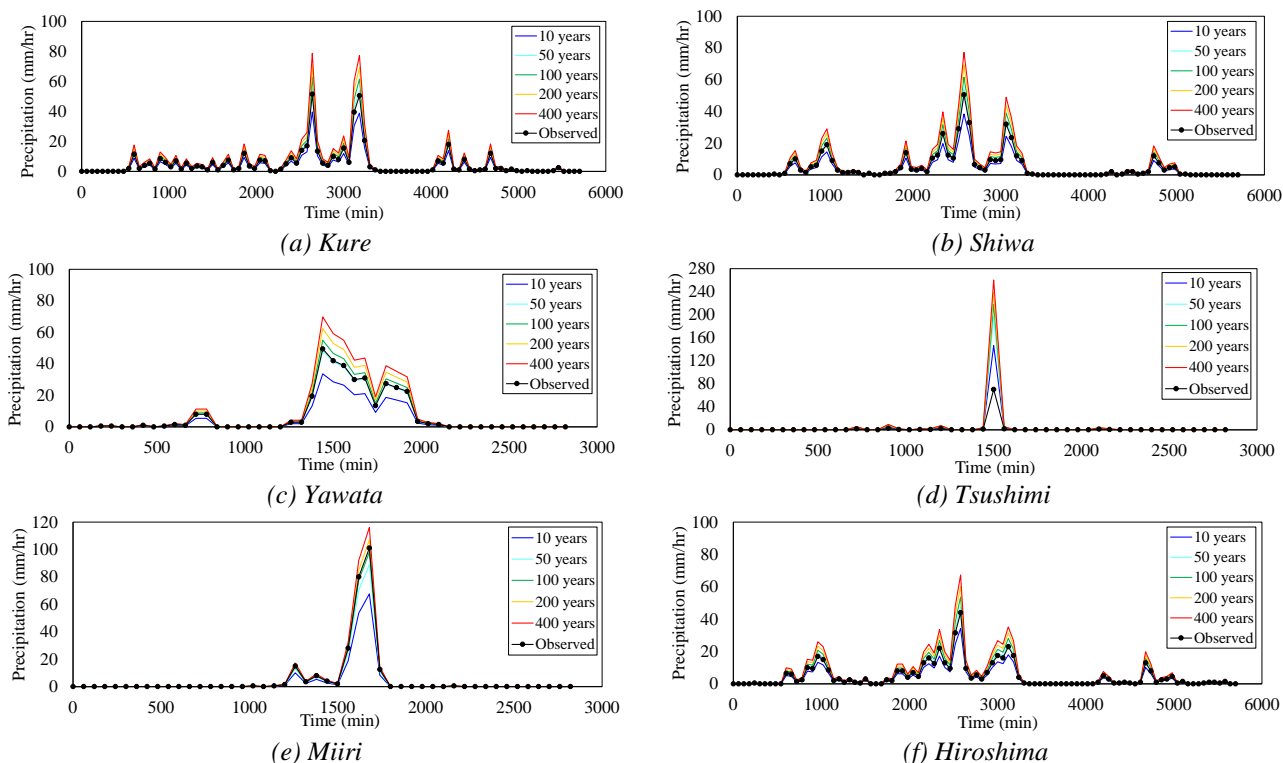 Precipitation (mm/hr)
100
80
60
40
20
0
0 1000 2000 3000 4000 5000 6000
Time (min)
10 years
50 years
100 years
200 years
400 years
Observed
(a) Kure
Precipitation (mm/hr)
100
80
60
40
20
0
0 1000 2000 3000 4000 5000 6000
Time (min)
10 years
50 years
100 years
200 years
400 years
Observed
(b) Shiwa
Precipitation (mm/hr)
100
80
60
40
20
0
0 500 1000 1500 2000 2500 3000
Time (min)
10 years
50 years
100 years
200 years
400 years
Observed
(c) Yawata
Precipitation (mm/hr)
280
240
200
160
120
80
40
0
0 500 1000 1500 2000 2500 3000
Time (min)
10 years
50 years
100 years
200 years
400 years
Observed
(d) Tsushimi
Precipitation (mm/hr)
120
100
80
60
40
20
0
0 500 1000 1500 2000 2500 3000
Time (min)
10 years
50 years
100 years
200 years
400 years
Observed
(e) Miiri
Precipitation (mm/hr)
100
80
60
40
20
0
0 1000 2000 3000 4000 5000 6000
Time (min)
10 years
50 years
100 years
200 years
400 years
Observed
(f) Hiroshima